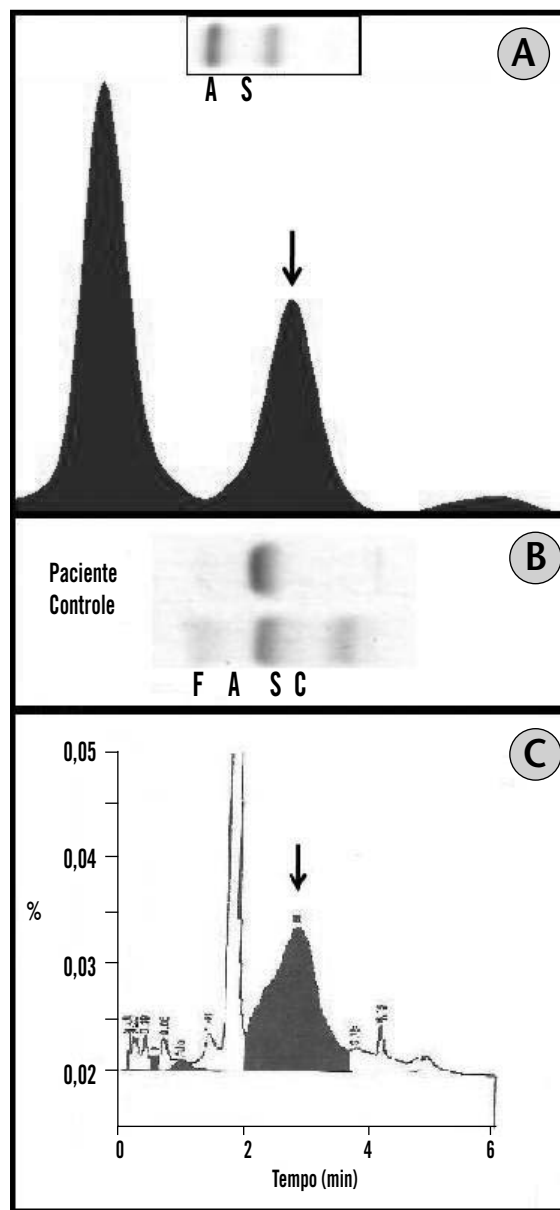 A
A S
B
Paciente
Controle
F A S C
C
0,05
0,04
%
0,03
0,02
0 2 4 6
Tempo (min)